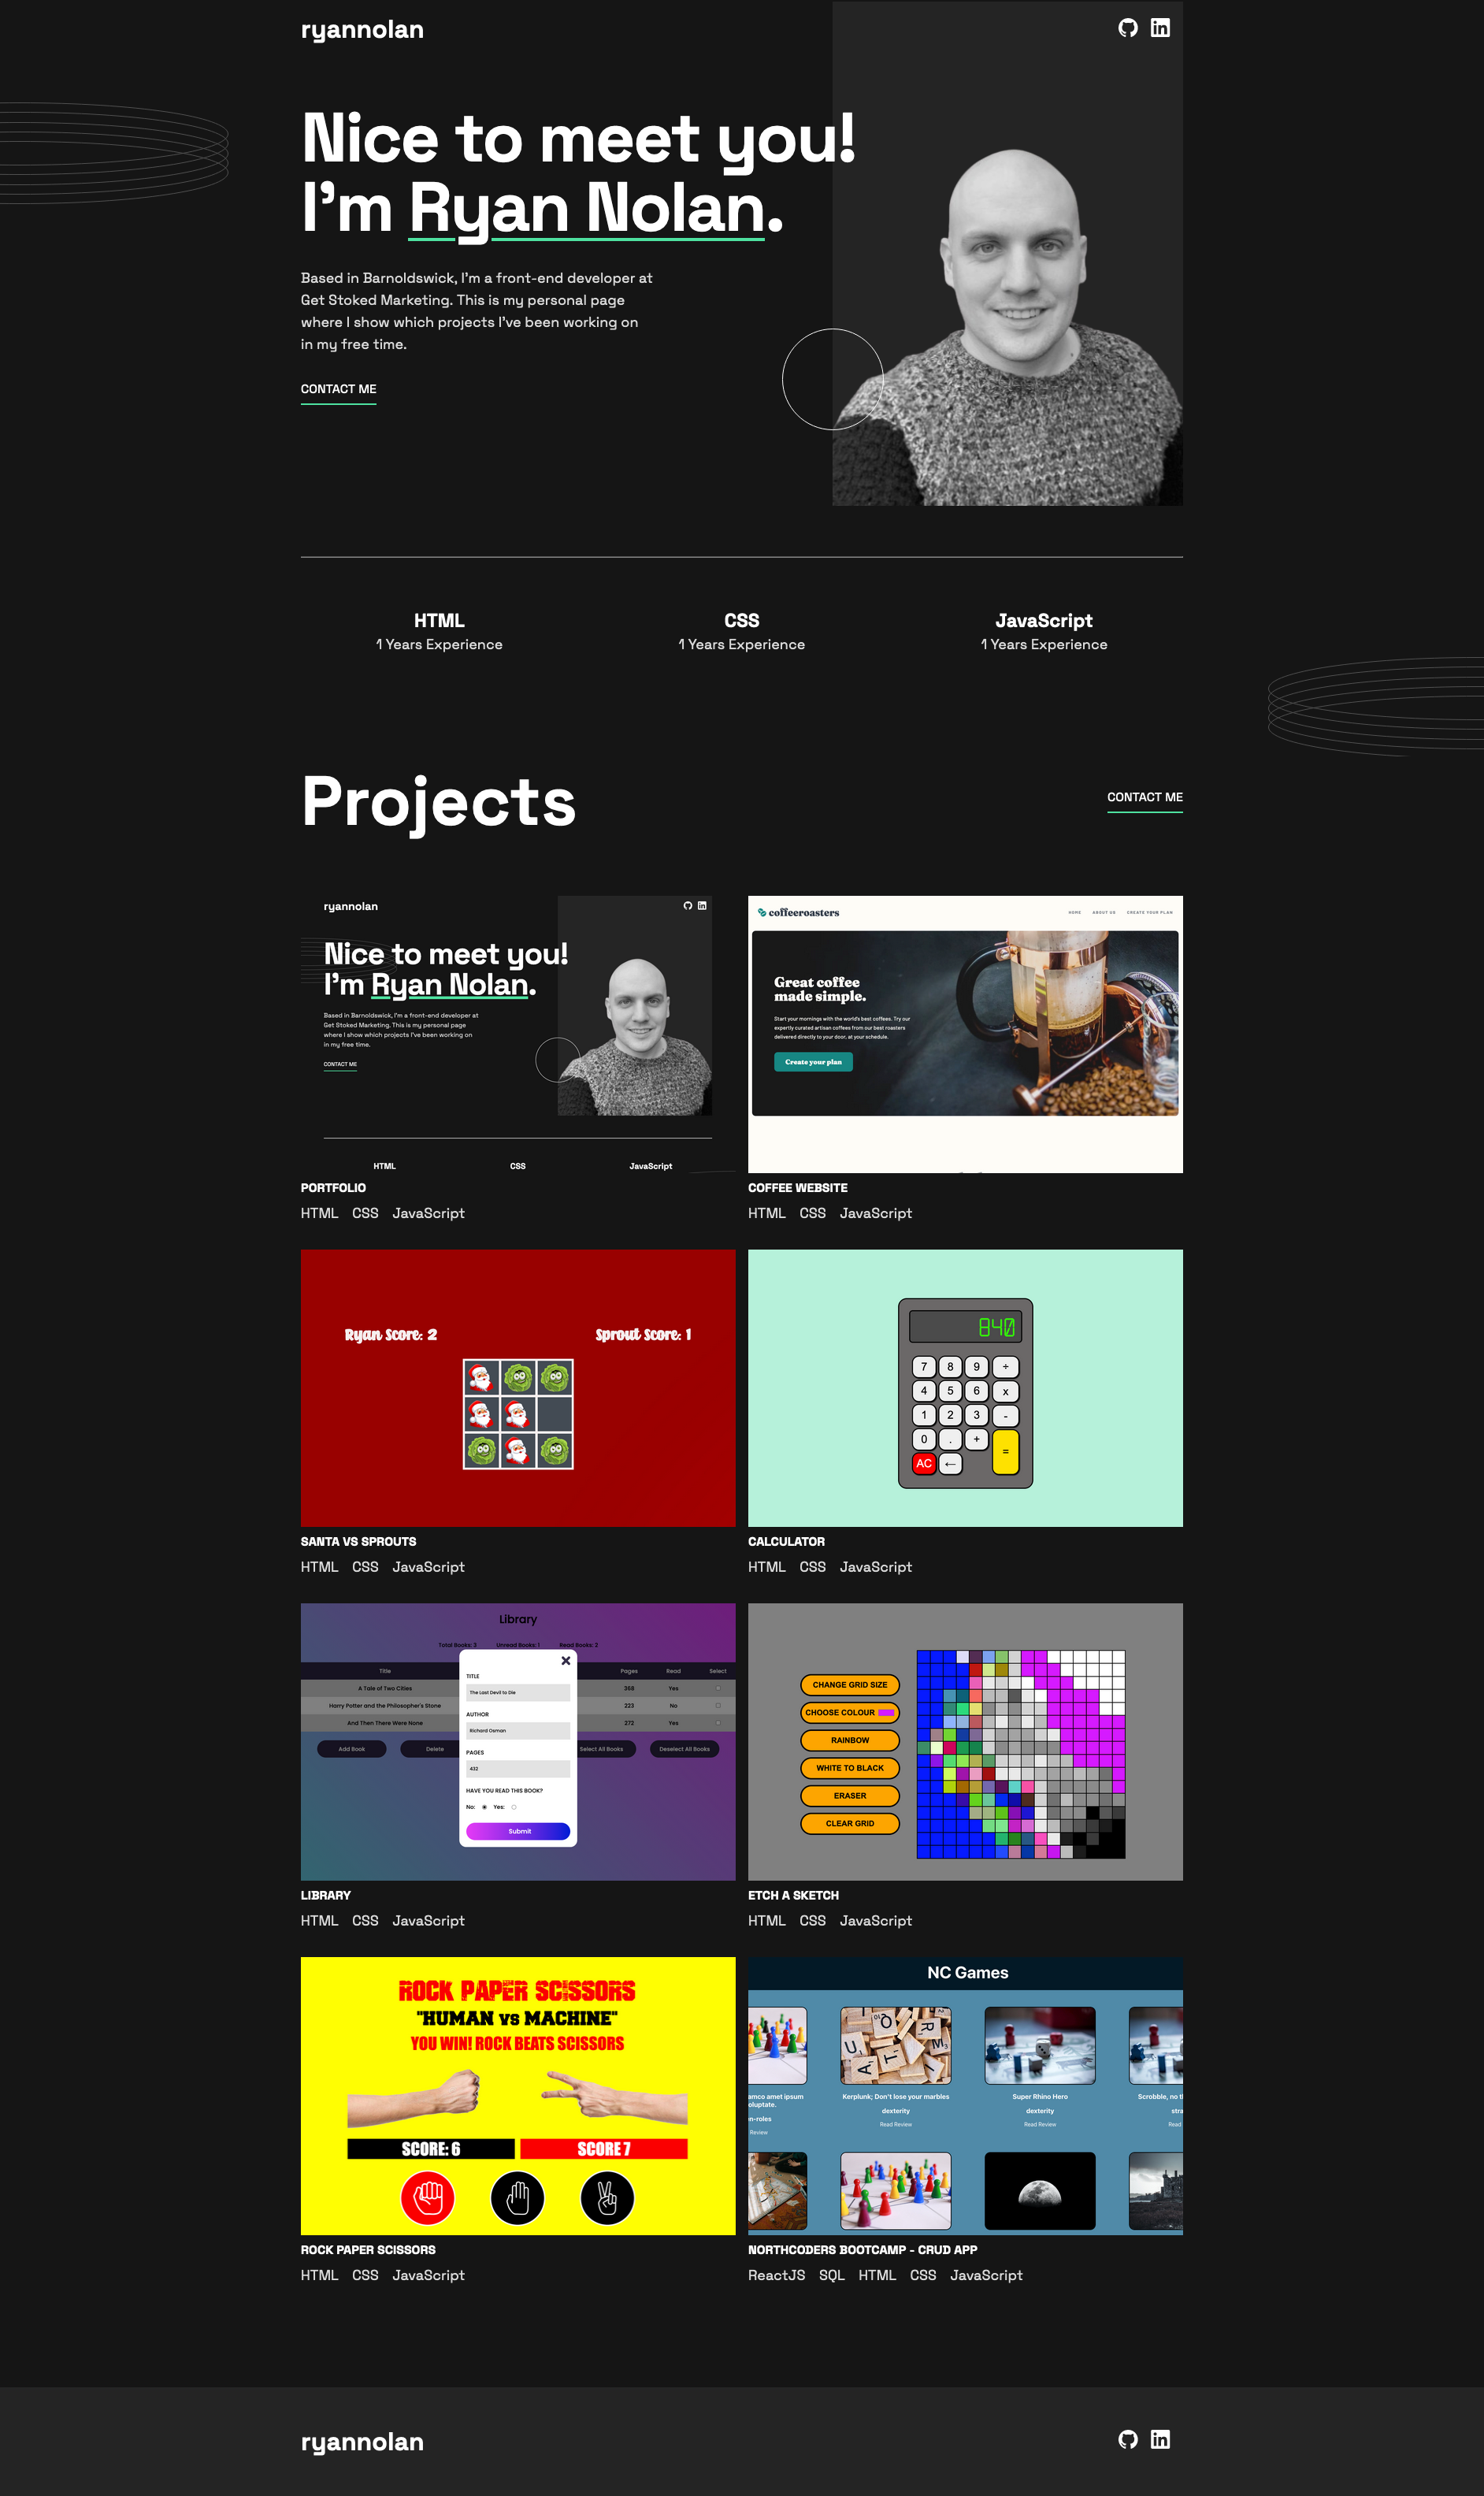 ryannolan
Nice to meet you!
I'm Ryan Nolan.
Based in Barnoldswick, I'm a front-end developer at
Get Stoked Marketing. This is my personal page
where I show which projects I've been working on
in my free time.
CONTACT ME
HTML
1 Years Experience
CSS
1 Years Experience
JavaScript
1 Years Experience
Projects
CONTACT ME
ryannolan
Nice to meet you!
I'm Ryan Nolan.
Based in Barnoldswick, I'm a front-end developer at
Get Stoked Marketing. This is my personal page
where I show which projects I've been working on
in my free time.
CONTACT ME
HTML CSS JavaScript
PORTFOLIO
HTML CSS JavaScript
coffeeroasters
HOME ABOUT US CREATE YOUR PLAN
Great coffee
made simple.
Start your mornings with the world's best coffees. Try our
expertly curated artisan coffees from our best roasters
delivered directly to your door, at your schedule.
Create your plan
COFFEE WEBSITE
HTML CSS JavaScript
Ryan Score: 2
Sprout Score: 1
SANTA VS SPROUTS
HTML CSS JavaScript
840
7 8 9 ÷
4 5 6 x
1 2 3 -
0 . + =
AC ←
CALCULATOR
HTML CSS JavaScript
Library
Total Books: 3 Unread Books: 1 Read Books: 2
Title Pages Read Select
A Tale of Two Cities 368 Yes
Harry Potter and the Philosopher's Stone 223 No
And Then There Were None 272 Yes
Add Book Delete Select All Books Deselect All Books
TITLE
The Last Devil to Die
AUTHOR
Richard Osman
PAGES
432
HAVE YOU READ THIS BOOK?
No: Yes:
Submit
LIBRARY
HTML CSS JavaScript
CHANGE GRID SIZE
CHOOSE COLOUR
RAINBOW
WHITE TO BLACK
ERASER
CLEAR GRID
ETCH A SKETCH
HTML CSS JavaScript
ROCK PAPER SCISSORS
"HUMAN vs MACHINE"
YOU WIN! ROCK BEATS SCISSORS
SCORE: 6
SCORE 7
ROCK PAPER SCISSORS
HTML CSS JavaScript
NC Games
amco amet ipsum
oluptate.
n-roles
Review
Kerplunk; Don't lose your marbles
dexterity
Read Review
Super Rhino Hero
dexterity
Read Review
Scrobble, no t
stra
Read
NORTHCODERS BOOTCAMP - CRUD APP
ReactJS SQL HTML CSS JavaScript
ryannolan